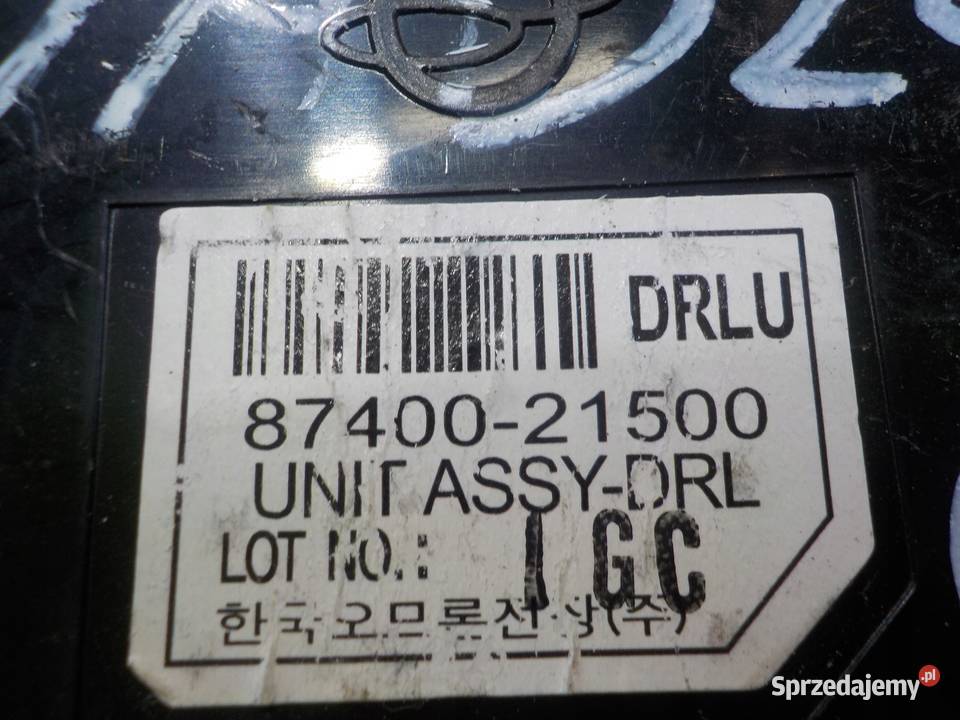 DRLU
87400-21500
UNIT ASSY-DRL
LOT NO.: IGC
한국오므론전장(주)
Sprzedajemy.pl